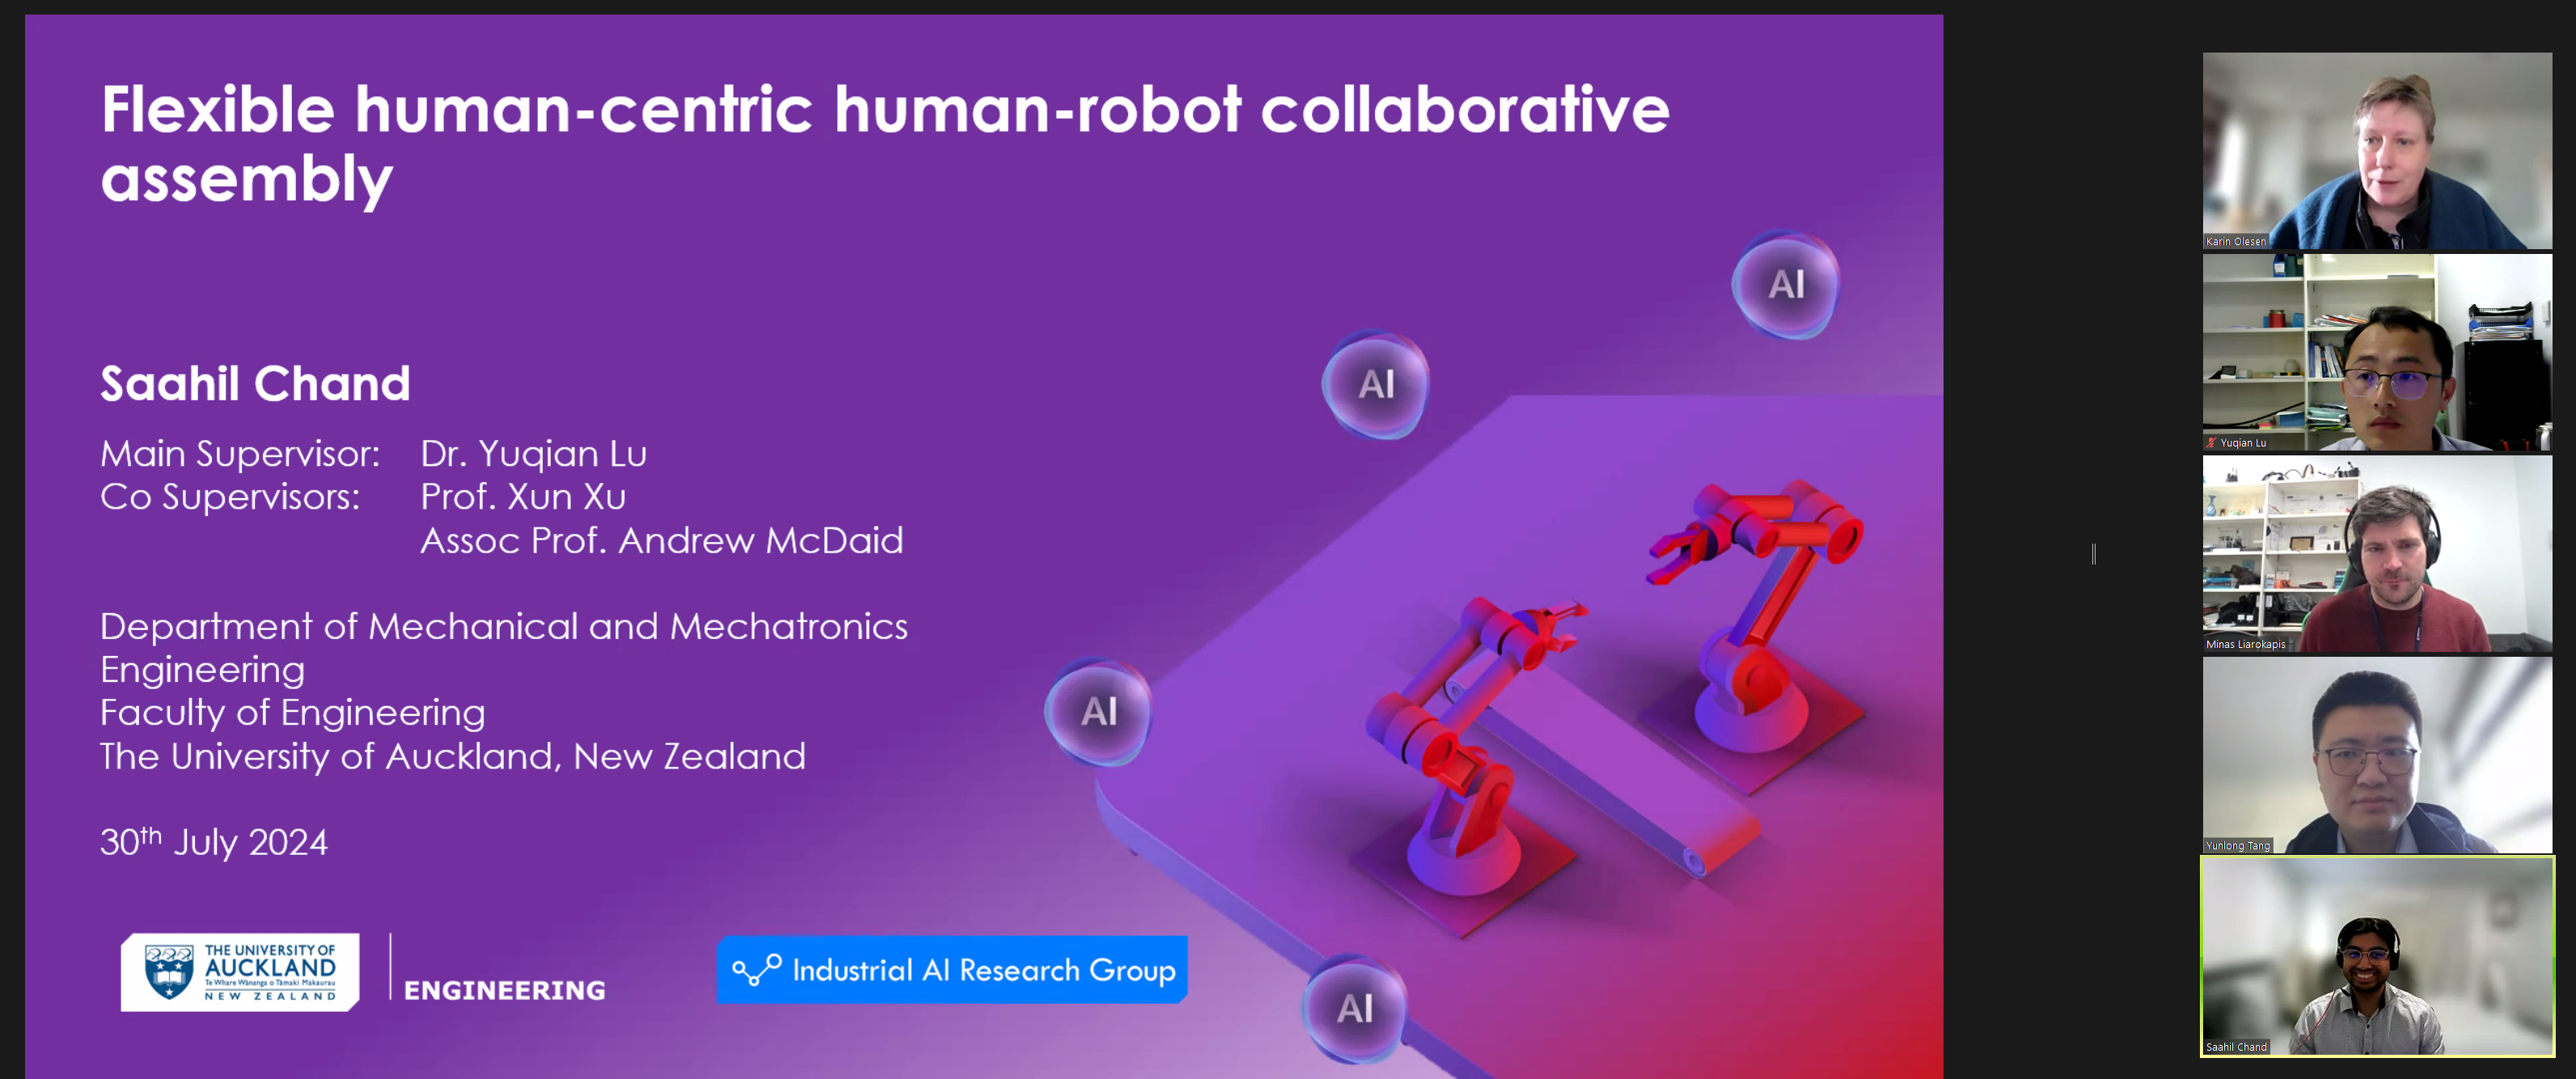 Flexible human-centric human-robot collaborative
assembly
Saahil Chand
Main Supervisor: Dr. Yuqian Lu
Co Supervisors: Prof. Xun Xu
Assoc Prof. Andrew McDaid
Department of Mechanical and Mechatronics
Engineering
Faculty of Engineering
The University of Auckland, New Zealand
30th July 2024
THE UNIVERSITY OF
AUCKLAND
Te Whare Wānanga o Tāmaki Makaurau
NEW ZEALAND
ENGINEERING
Industrial AI Research Group
AI
AI
AI
AI
Karin Olesen
Yuqian Lu
Minas Liarokapis
Yunlong Tang
Saahil Chand